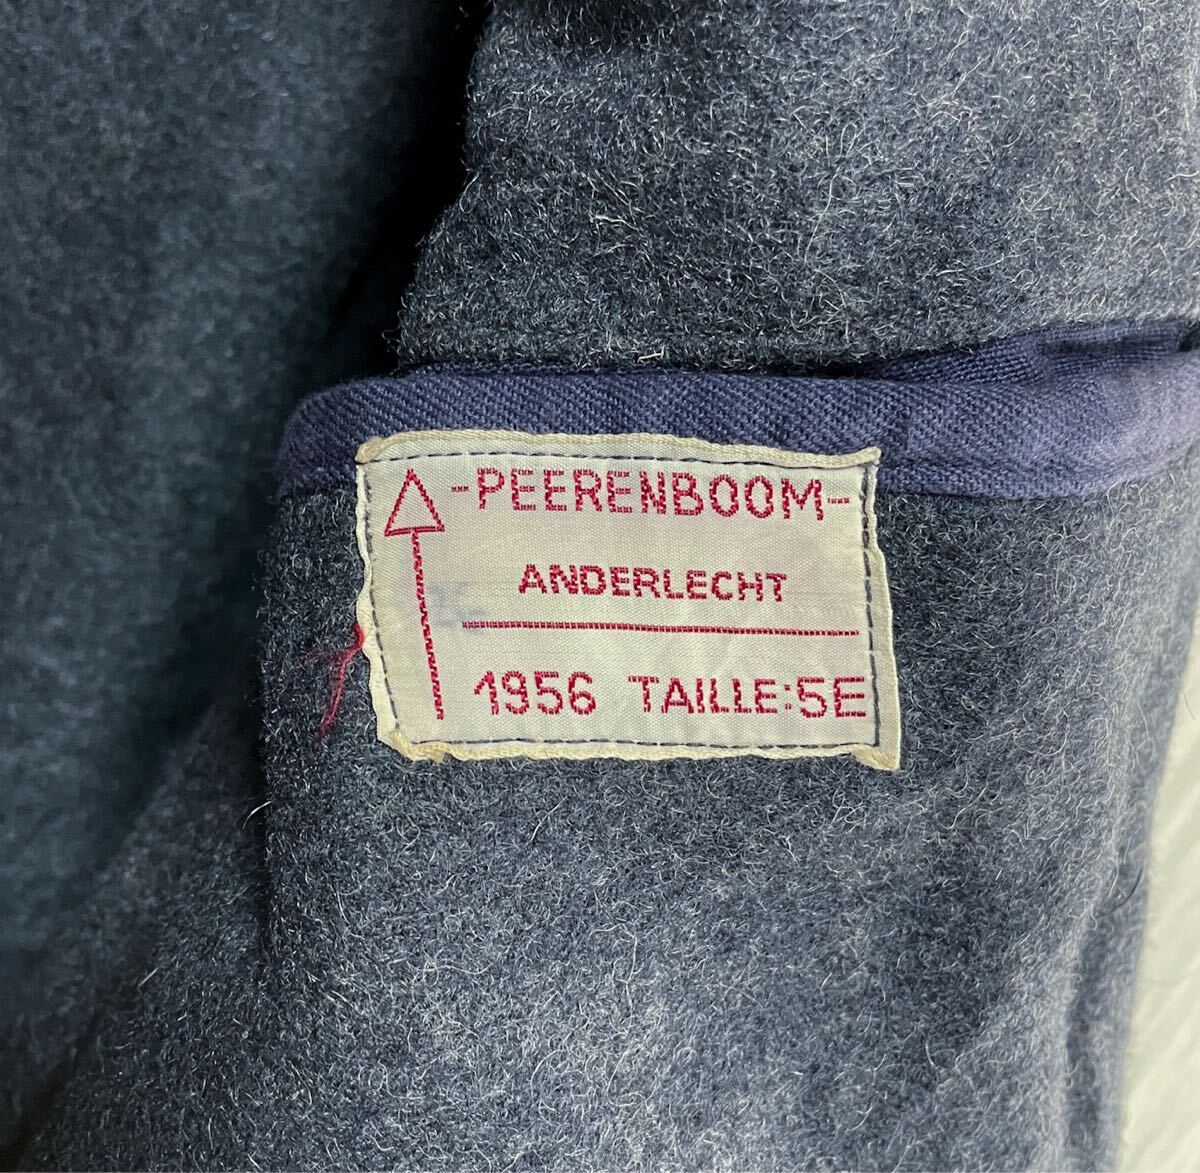 -PEERENBOOM-
ANDERLECHT
1956 TAILLE:5E